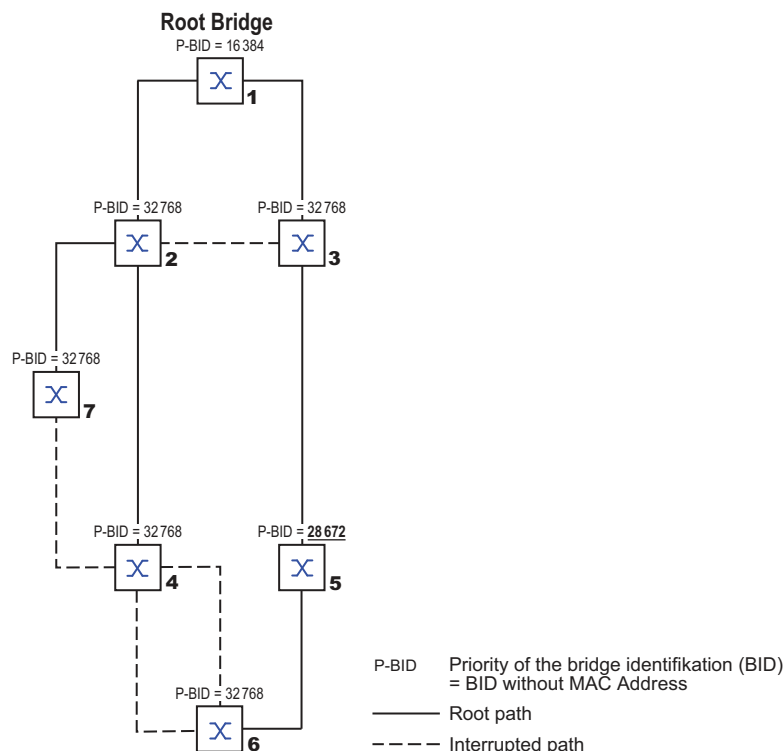 Root Bridge
P-BID = 16 384
1
P-BID = 32 768
P-BID = 32 768
2
3
P-BID = 32 768
7
P-BID = 32 768
P-BID = 28 672
4
5
P-BID = 32 768
6
P-BID Priority of the bridge identifikation (BID)
= BID without MAC Address
Root path
Interrupted path